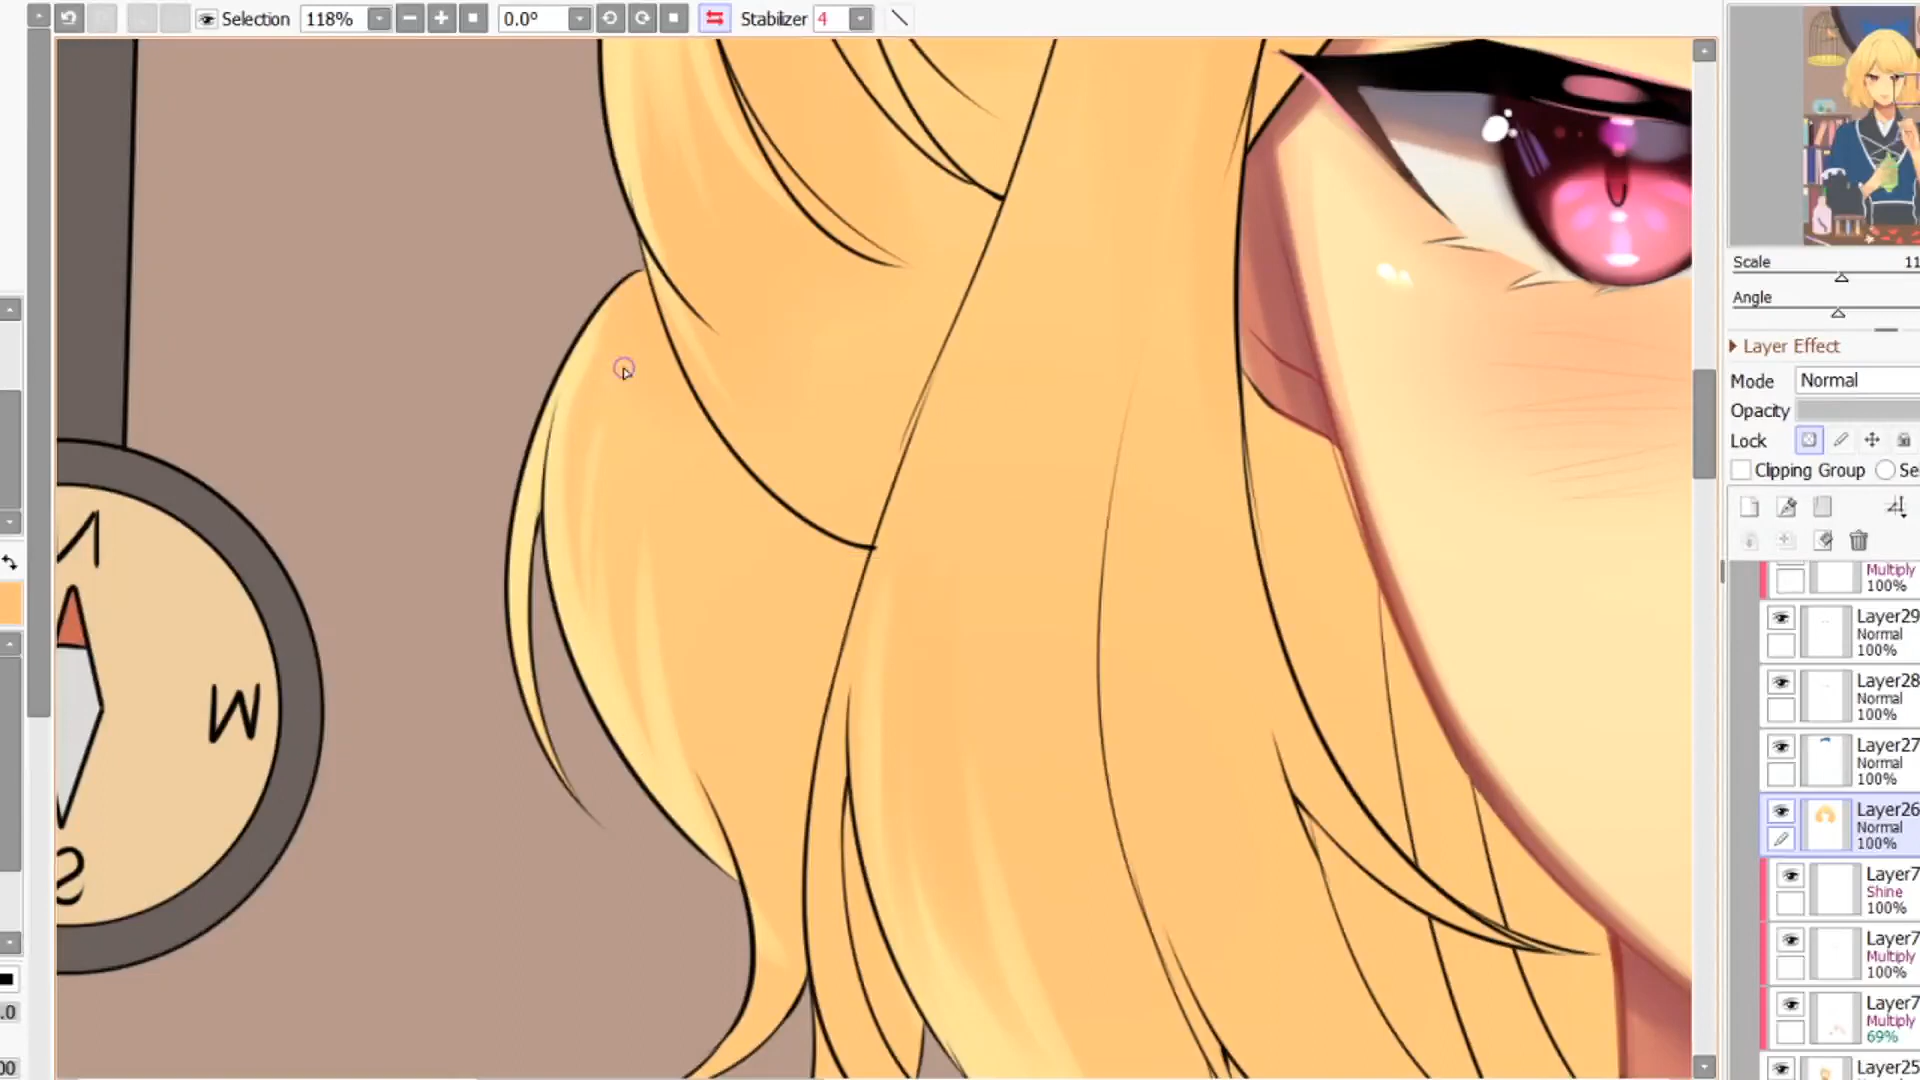 Selection 118% 0.0° Stabilizer 4
Scale 11
Angle
Layer Effect
Mode Normal
Opacity
Lock
Clipping Group Se
Multiply
100%
Layer29
Normal
100%
Layer28
Normal
100%
Layer27
Normal
100%
Layer26
Normal
100%
Layer7
Shine
100%
Layer7
Multiply
100%
Layer7
Multiply
69%
Layer25
.0
00